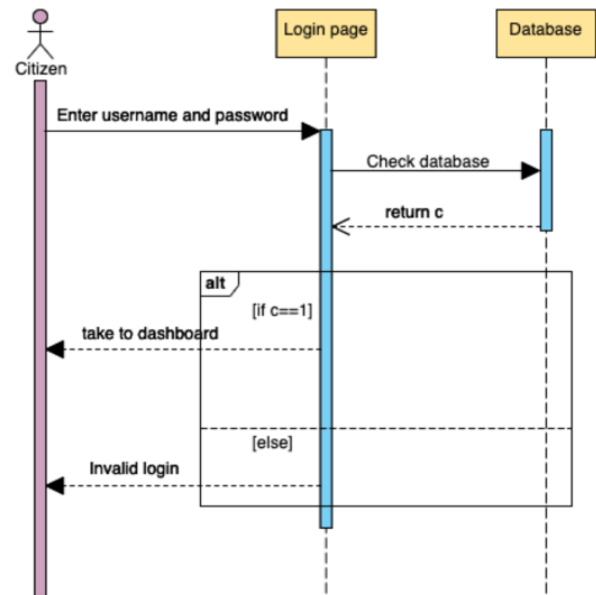 Login page
Database
Citizen
Enter username and password
Check database
return c
alt
[if c==1]
take to dashboard
[else]
Invalid login